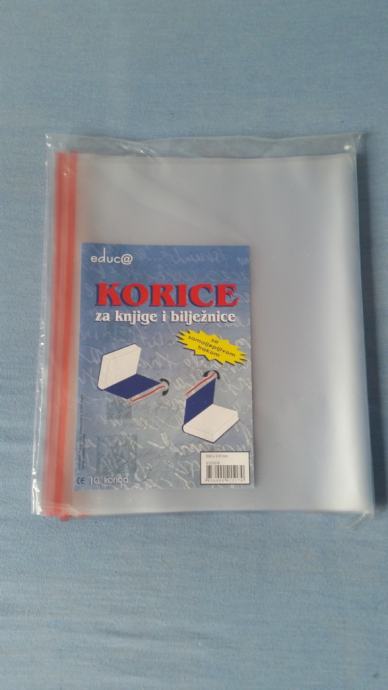 educ@
KORICE
za knjige i bilježnice
sa
samoljepljivom
trakom
10 korica